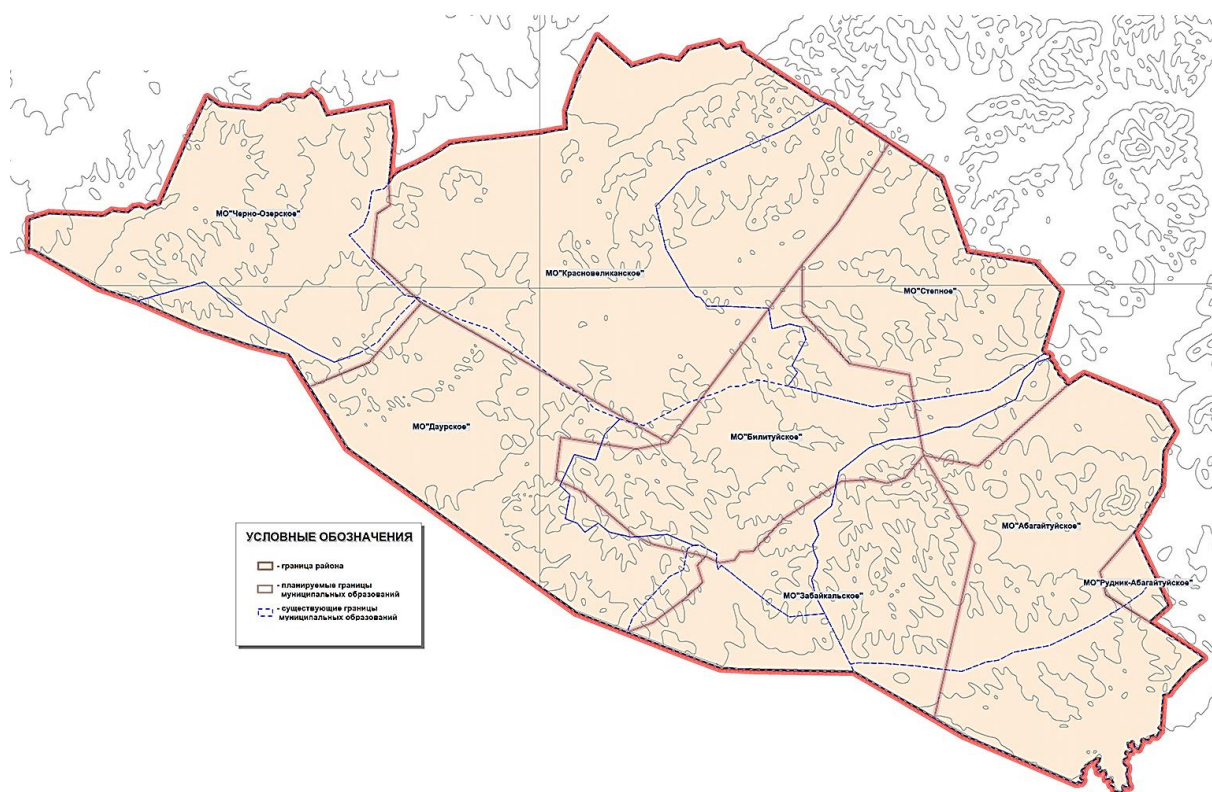 МО"Черно-Озерское"
МО"Красновеликанское"
МО"Степное"
МО"Даурское"
МО"Билитуйское"
МО"Абагайтуйское"
МО"Рудник-Абагайтуйское"
МО"Забайкальское"
УСЛОВНЫЕ ОБОЗНАЧЕНИЯ
- граница района
- планируемые границы
муниципальных образований
- существующие границы
муниципальных образований